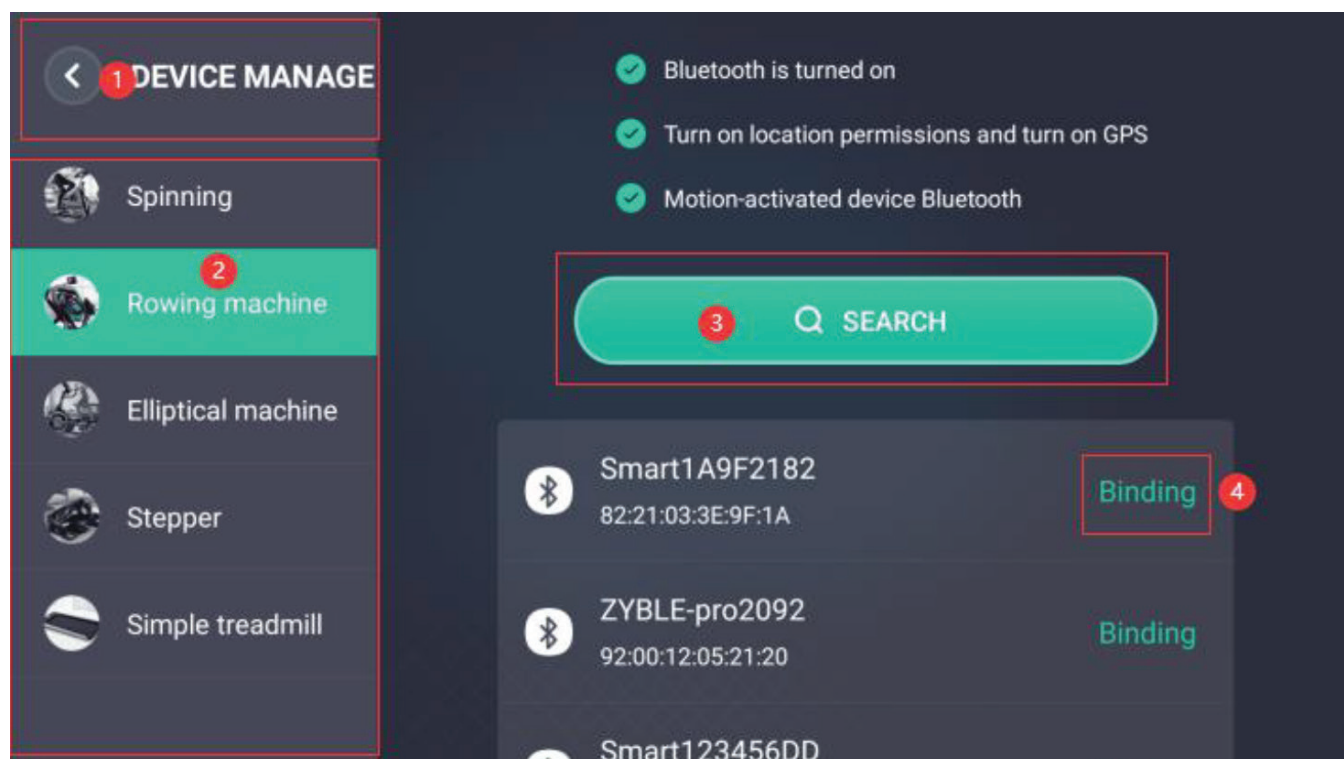 1 DEVICE MANAGE
Spinning
2
Rowing machine
Elliptical machine
Stepper
Simple treadmill
Bluetooth is turned on
Turn on location permissions and turn on GPS
Motion-activated device Bluetooth
3 SEARCH
Smart1A9F2182
82:21:03:3E:9F:1A
Binding 4
ZYBLE-pro2092
92:00:12:05:21:20
Binding
Smart123456DD